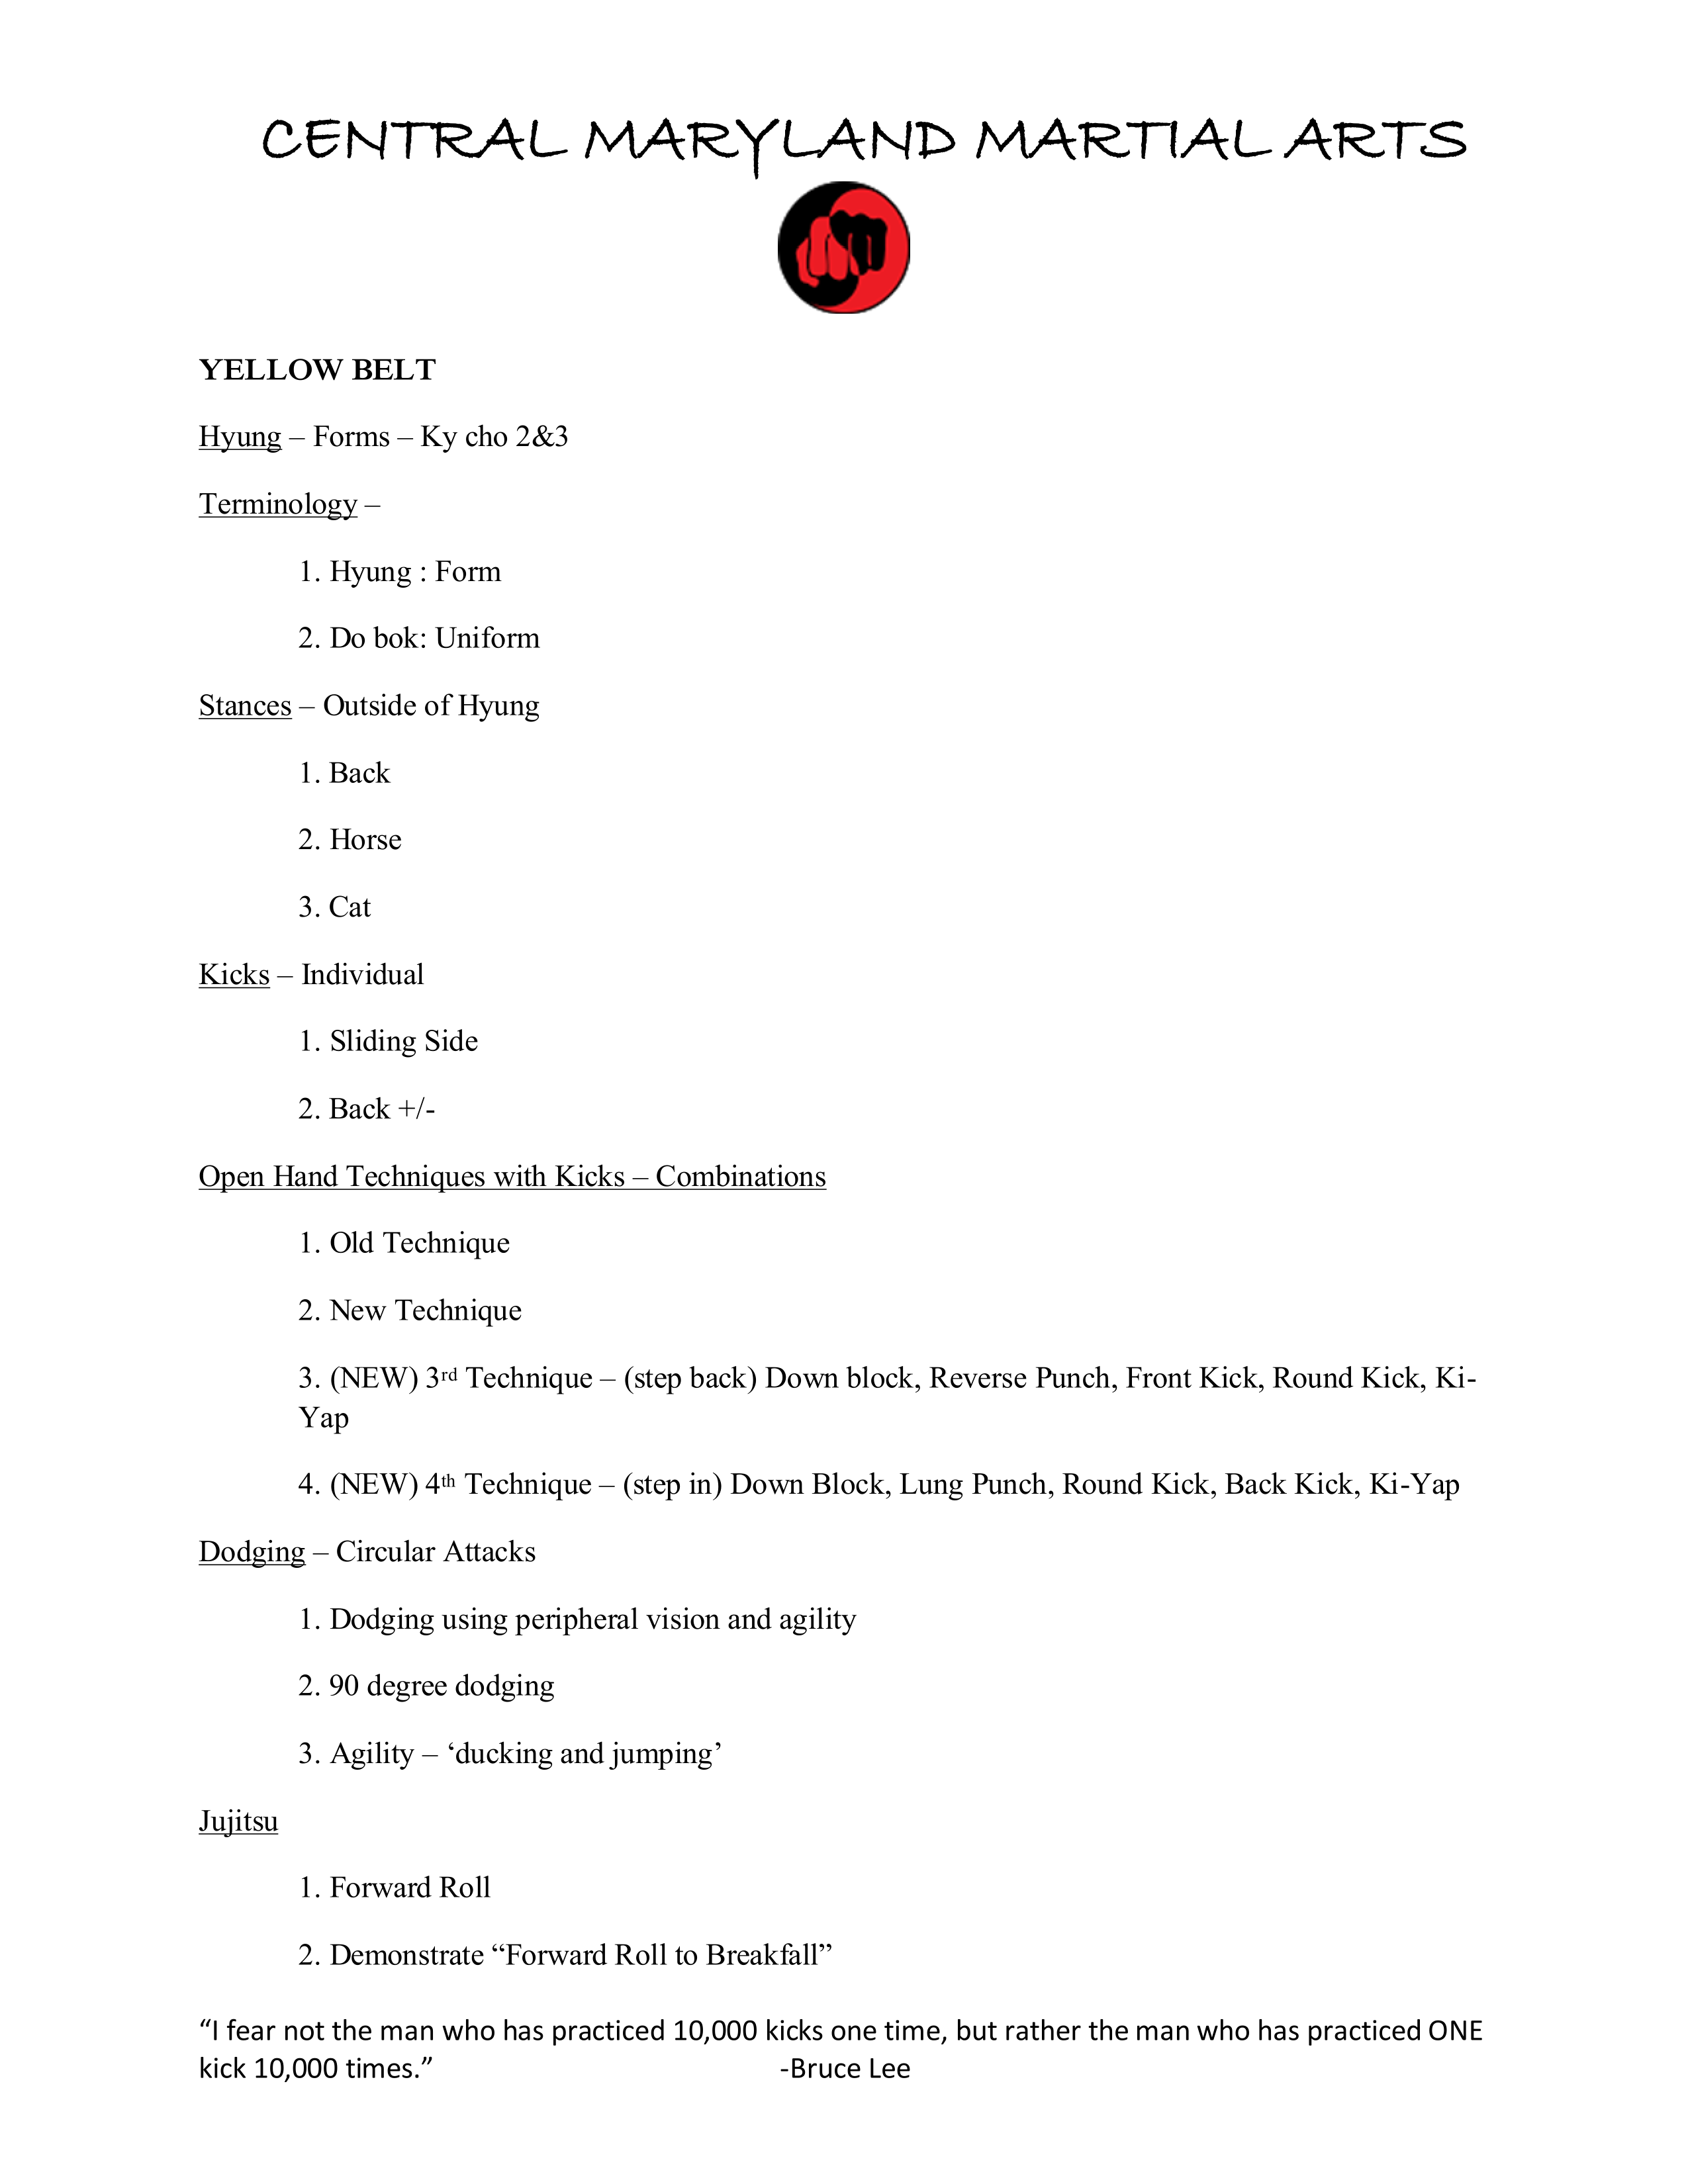 CENTRAL MARYLAND MARTIAL ARTS
YELLOW BELT
Hyung – Forms – Ky cho 2&3
Terminology –
1. Hyung : Form
2. Do bok: Uniform
Stances – Outside of Hyung
1. Back
2. Horse
3. Cat
Kicks – Individual
1. Sliding Side
2. Back +/-
Open Hand Techniques with Kicks – Combinations
1. Old Technique
2. New Technique
3. (NEW) 3rd Technique – (step back) Down block, Reverse Punch, Front Kick, Round Kick, Ki-
Yap
4. (NEW) 4th Technique – (step in) Down Block, Lung Punch, Round Kick, Back Kick, Ki-Yap
Dodging – Circular Attacks
1. Dodging using peripheral vision and agility
2. 90 degree dodging
3. Agility – ‘ducking and jumping’
Jujitsu
1. Forward Roll
2. Demonstrate “Forward Roll to Breakfall”
“I fear not the man who has practiced 10,000 kicks one time, but rather the man who has practiced ONE
kick 10,000 times.” -Bruce Lee